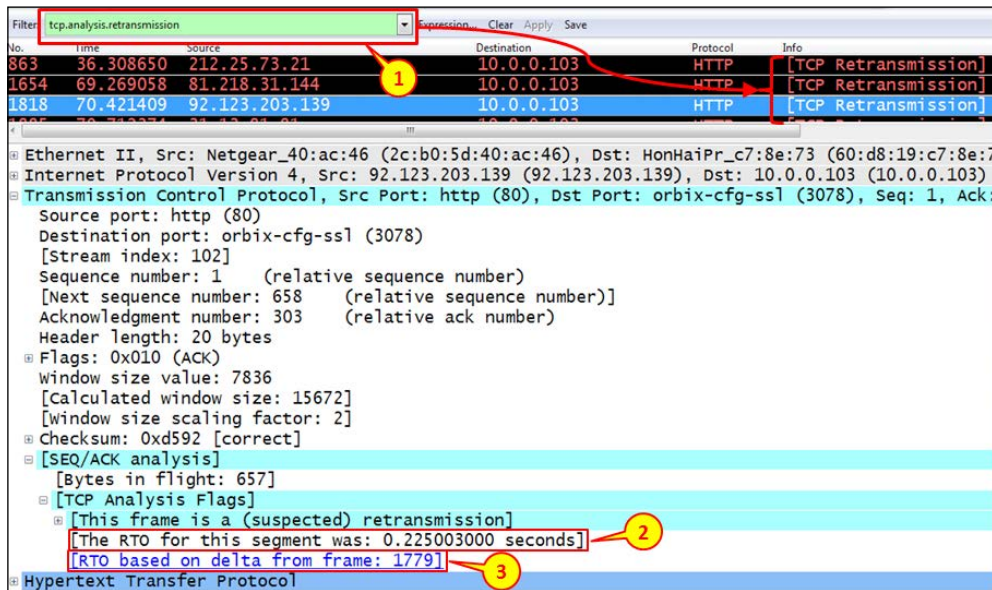 Filter: tcp.analysis.retransmission Expression... Clear Apply Save
No. Time Source Destination Protocol Info
863 36.308650 212.25.73.21 10.0.0.103 HTTP [TCP Retransmission]
1654 69.269058 81.218.31.144 10.0.0.103 HTTP [TCP Retransmission]
1818 70.421409 92.123.203.139 10.0.0.103 HTTP [TCP Retransmission]
1
Ethernet II, Src: Netgear_40:ac:46 (2c:b0:5d:40:ac:46), Dst: HonHaiPr_c7:8e:73 (60:d8:19:c7:8e:7
Internet Protocol Version 4, Src: 92.123.203.139 (92.123.203.139), Dst: 10.0.0.103 (10.0.0.103)
Transmission Control Protocol, Src Port: http (80), Dst Port: orbix-cfg-ssl (3078), Seq: 1, Ack:
Source port: http (80)
Destination port: orbix-cfg-ssl (3078)
[Stream index: 102]
Sequence number: 1 (relative sequence number)
[Next sequence number: 658 (relative sequence number)]
Acknowledgment number: 303 (relative ack number)
Header length: 20 bytes
Flags: 0x010 (ACK)
Window size value: 7836
[Calculated window size: 15672]
[Window size scaling factor: 2]
Checksum: 0xd592 [correct]
[SEQ/ACK analysis]
[Bytes in flight: 657]
[TCP Analysis Flags]
[This frame is a (suspected) retransmission]
[The RTO for this segment was: 0.225003000 seconds]
2
[RTO based on delta from frame: 1779]
3
Hypertext Transfer Protocol